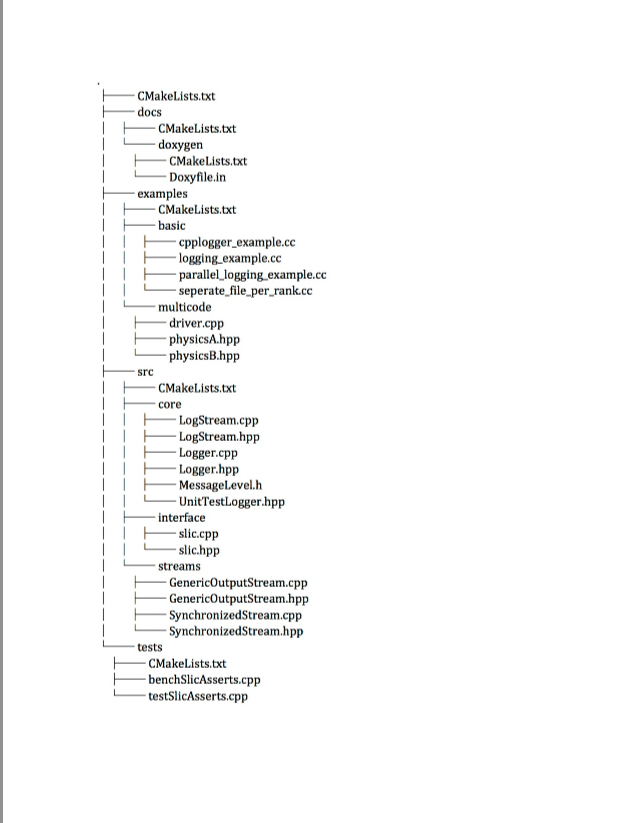 .
├── CMakeLists.txt
├── docs
│   ├── CMakeLists.txt
│   └── doxygen
│       ├── CMakeLists.txt
│       └── Doxyfile.in
├── examples
│   ├── CMakeLists.txt
│   ├── basic
│   │   ├── cpplogger_example.cc
│   │   ├── logging_example.cc
│   │   ├── parallel_logging_example.cc
│   │   └── seperate_file_per_rank.cc
│   └── multicode
│       ├── driver.cpp
│       ├── physicsA.hpp
│       └── physicsB.hpp
├── src
│   ├── CMakeLists.txt
│   ├── core
│   │   ├── LogStream.cpp
│   │   ├── LogStream.hpp
│   │   ├── Logger.cpp
│   │   ├── Logger.hpp
│   │   ├── MessageLevel.h
│   │   └── UnitTestLogger.hpp
│   ├── interface
│   │   ├── slic.cpp
│   │   └── slic.hpp
│   └── streams
│       ├── GenericOutputStream.cpp
│       ├── GenericOutputStream.hpp
│       ├── SynchronizedStream.cpp
│       └── SynchronizedStream.hpp
└── tests
    ├── CMakeLists.txt
    ├── benchSlicAsserts.cpp
    └── testSlicAsserts.cpp